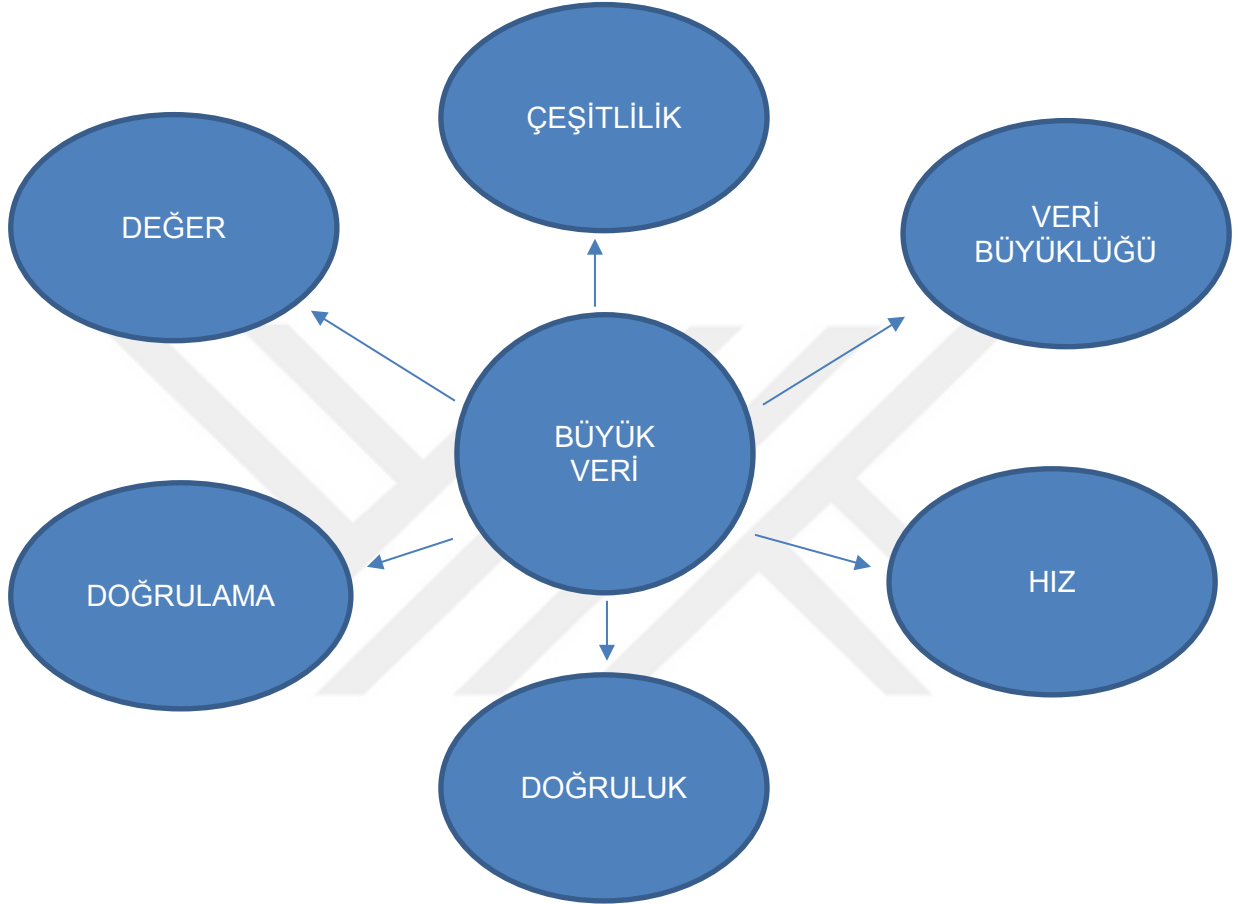 ÇEŞİTLİLİK
DEĞER
VERİ
BÜYÜKLÜĞÜ
BÜYÜK
VERİ
DOĞRULAMA
HIZ
DOĞRULUK